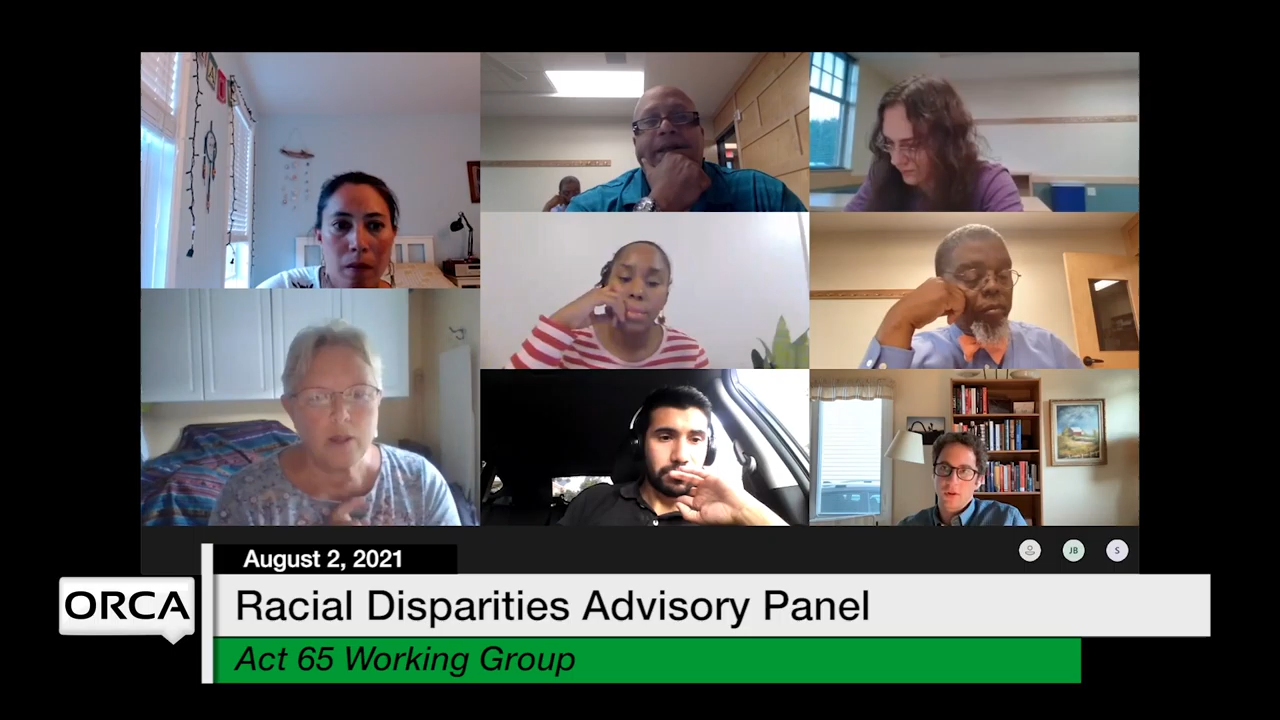 JB
S
August 2, 2021
ORCA
Racial Disparities Advisory Panel
Act 65 Working Group